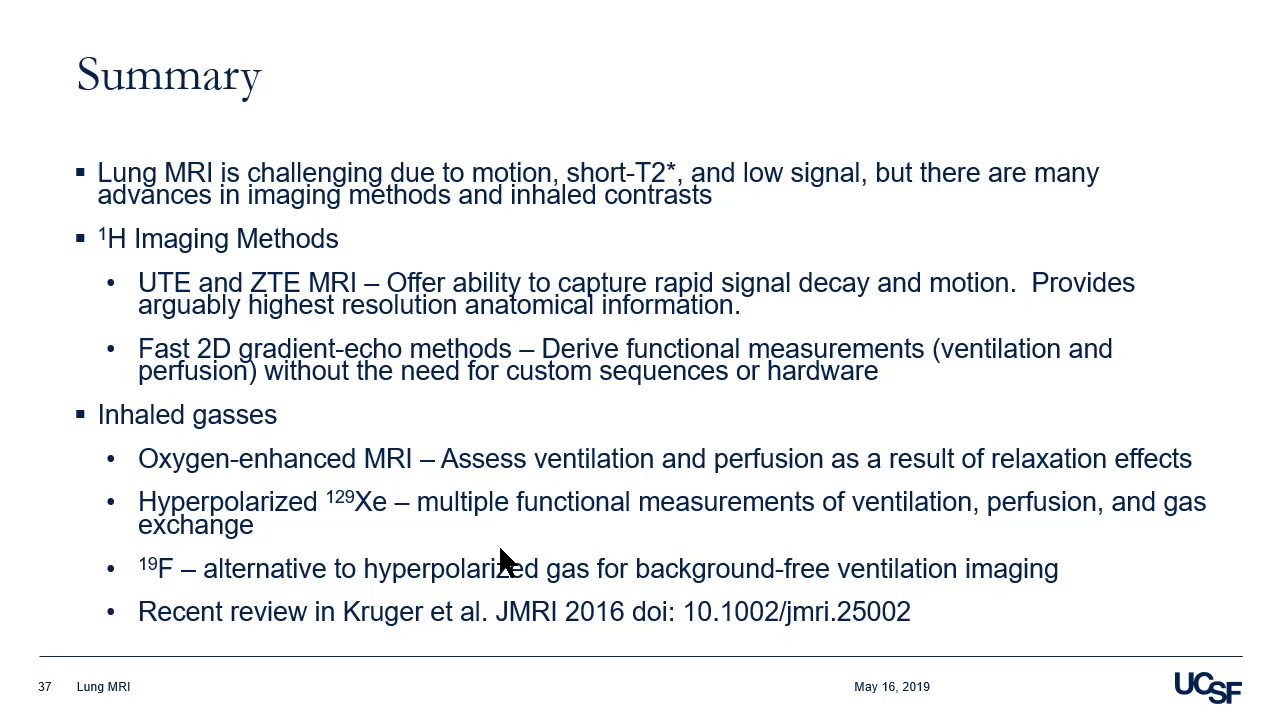 Summary
▪ Lung MRI is challenging due to motion, short-T2*, and low signal, but there are many
advances in imaging methods and inhaled contrasts
▪ ¹H Imaging Methods
• UTE and ZTE MRI – Offer ability to capture rapid signal decay and motion.  Provides
arguably highest resolution anatomical information.
• Fast 2D gradient-echo methods – Derive functional measurements (ventilation and
perfusion) without the need for custom sequences or hardware
▪ Inhaled gasses
• Oxygen-enhanced MRI – Assess ventilation and perfusion as a result of relaxation effects
• Hyperpolarized ¹²⁹Xe – multiple functional measurements of ventilation, perfusion, and gas
exchange
• ¹⁹F – alternative to hyperpolarized gas for background-free ventilation imaging
• Recent review in Kruger et al. JMRI 2016 doi: 10.1002/jmri.25002
37 Lung MRI May 16, 2019 UCSF